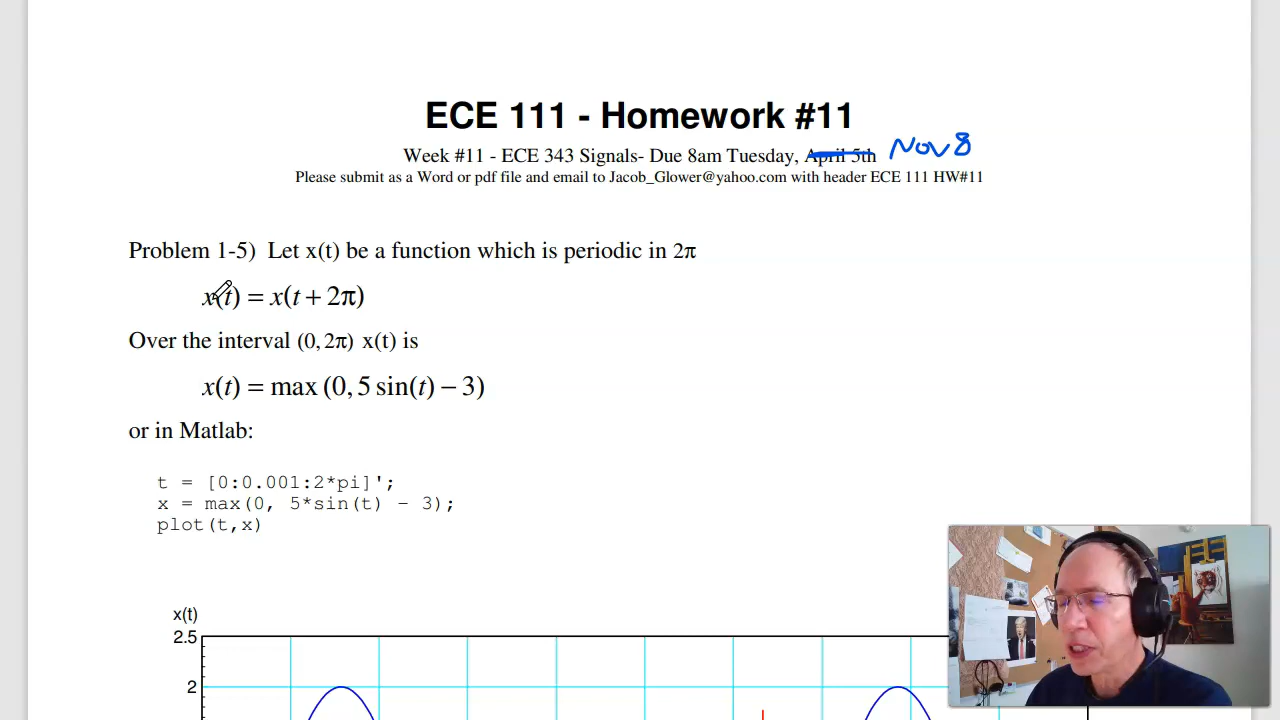 ECE 111 - Homework #11
Week #11 - ECE 343 Signals- Due 8am Tuesday, April 5th Nov 8
Please submit as a Word or pdf file and email to Jacob_Glower@yahoo.com with header ECE 111 HW#11
Problem 1-5) Let x(t) be a function which is periodic in 2π
x(t) = x(t + 2π)
Over the interval (0, 2π) x(t) is
x(t) = max (0, 5 sin(t) − 3)
or in Matlab:
t = [0:0.001:2*pi]';
x = max(0, 5*sin(t) - 3);
plot(t,x)
x(t)
2.5
2